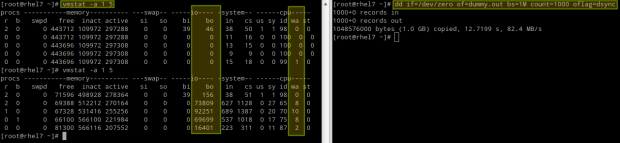 [root@rhel7 ~]# vmstat -a 1 5
procs -----------memory---------- ---swap-- -----io---- -system-- ------cpu-----
r b swpd free inact active si so bi bo in cs us sy id wa st
2 0 0 443712 109972 297288 0 0 39 46 38 50 1 1 98 0 0
0 0 0 443712 109972 297288 0 0 0 11 16 0 0 0 0
0 0 0 443696 109972 297308 0 0 0 0 13 15 0 0 100 0 0
0 0 0 443696 109972 297308 0 0 0 0 9 9 0 0 0 0
0 0 0 443696 109972 297308 0 0 0 0 15 18 0 0 99 1 0
[root@rhel7 ~]# vmstat -a 1 5
procs -----------memory---------- ---swap-- -----io---- -system-- ------cpu-----
r b swpd free inact active si so bi bo in cs us sy id wa st
2 0 0 71596 498928 278364 0 0 39 156 38 51 1 1 98 0 0
2 0 0 69388 512212 270164 0 0 0 73809 627 1128 0 27 65 8 0
1 0 0 67328 531416 255256 0 0 0 92251 689 1387 0 20 70 10 0
0 1 0 66100 566100 221984 0 0 0 69699 537 1018 0 17 75 8 0
0 0 0 81300 566116 207552 0 0 0 16401 223 311 0 11 87 2 0
[root@rhel7 ~]#
[root@rhel7 ~]# dd if=/dev/zero of=dummy.out bs=1M count=1000 oflag=dsync
1000+0 records in
1000+0 records out
1048576000 bytes (1.0 GB) copied, 12.7199 s, 82.4 MB/s
[root@rhel7 ~]#